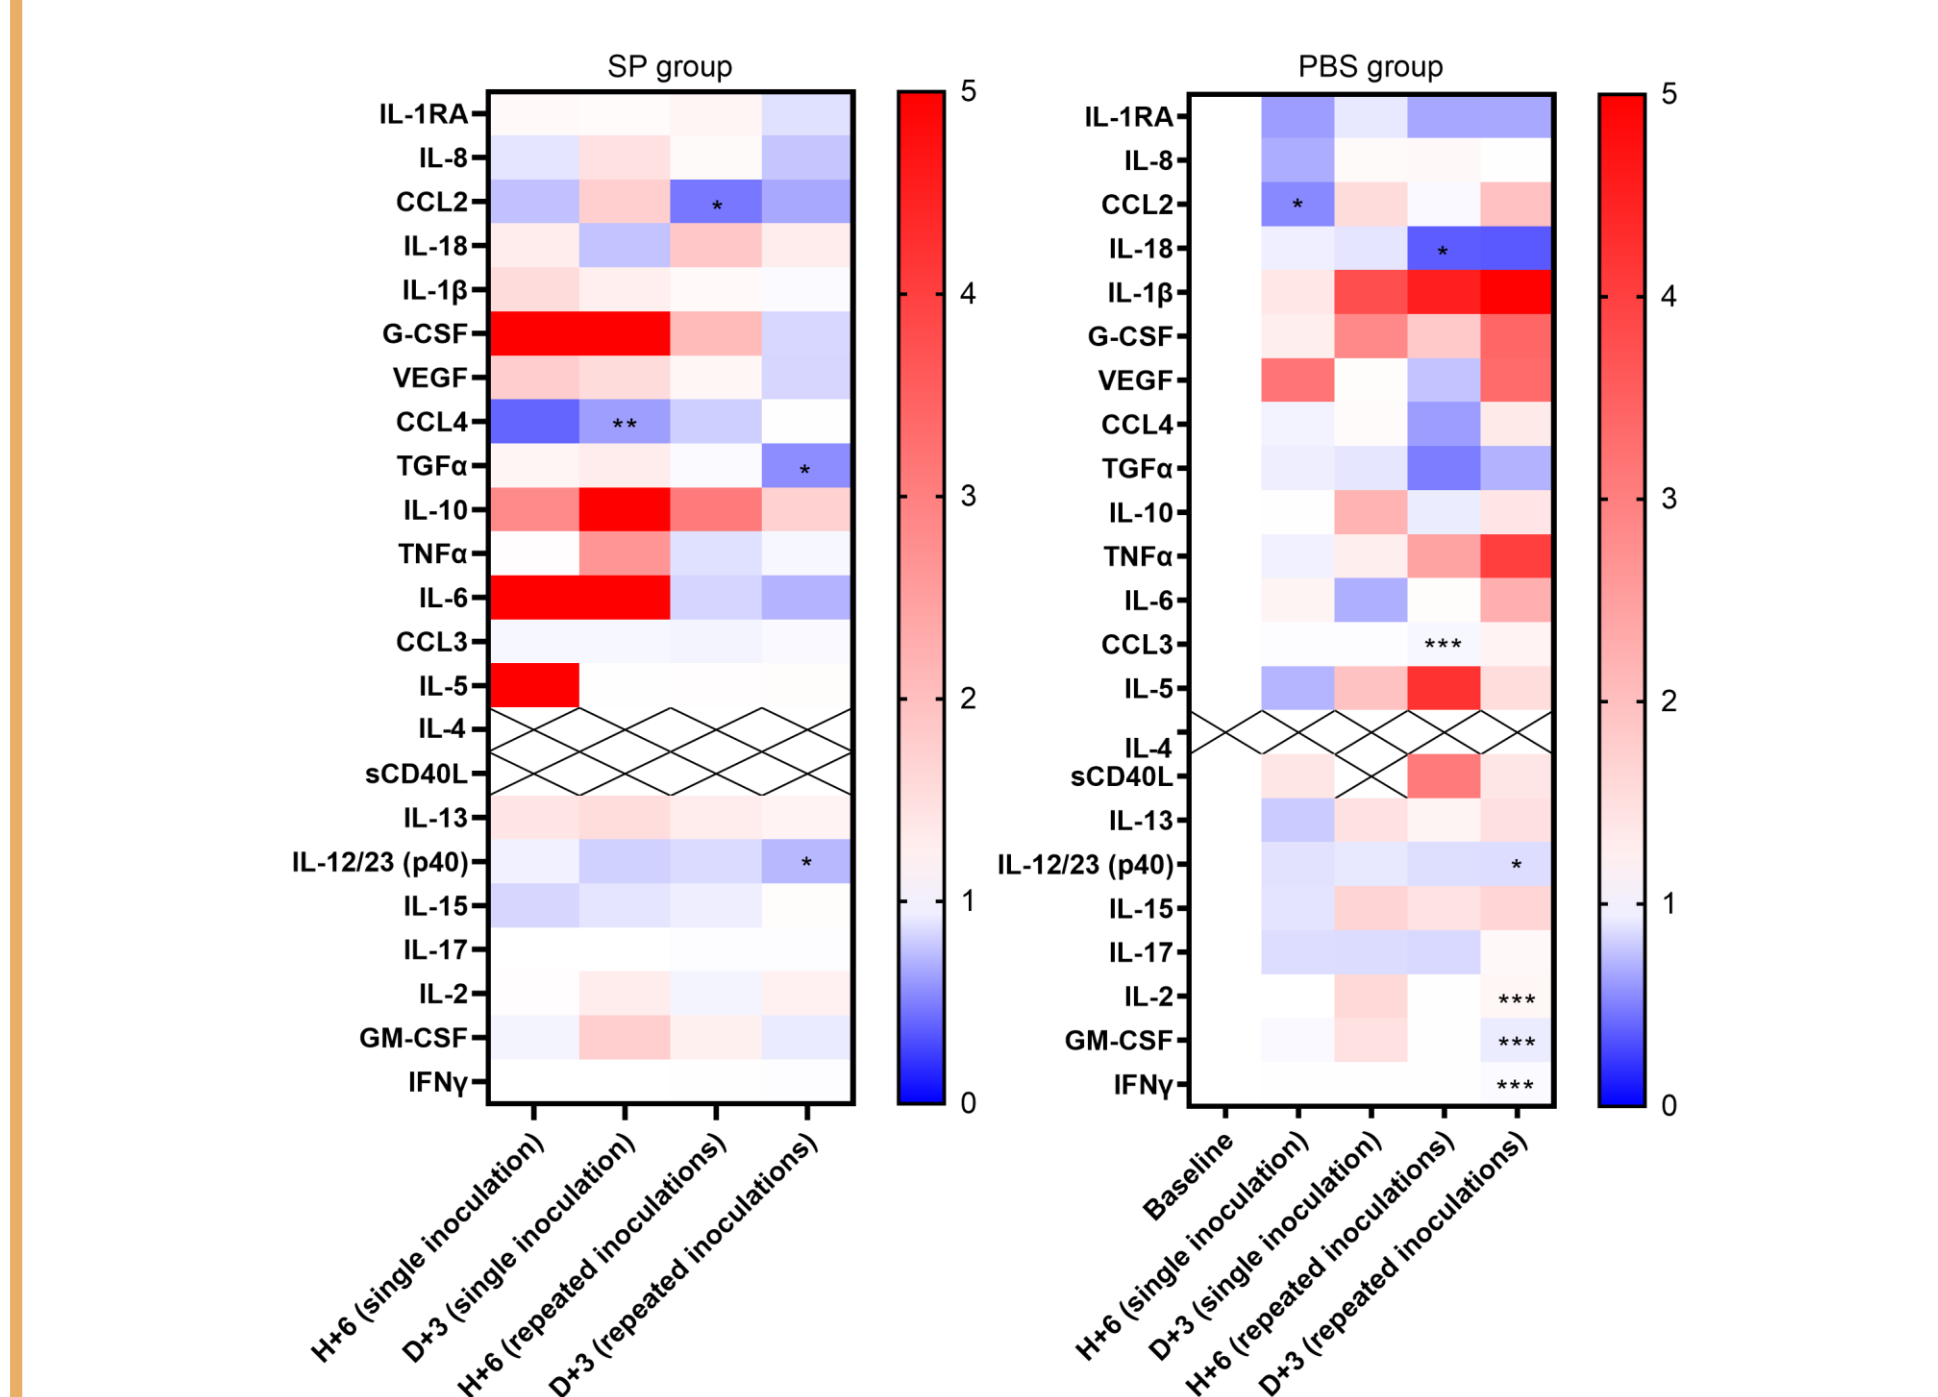 SP group
IL-1RA
IL-8
CCL2
IL-18
IL-1β
G-CSF
VEGF
CCL4
TGFα
IL-10
TNFα
IL-6
CCL3
IL-5
IL-4
sCD40L
IL-13
IL-12/23 (p40)
IL-15
IL-17
IL-2
GM-CSF
IFNγ
*
**
*
*
5
4
3
2
1
0
H+6 (single inoculation)
D+3 (single inoculation)
H+6 (repeated inoculations)
D+3 (repeated inoculations)
PBS group
IL-1RA
IL-8
CCL2
IL-18
IL-1β
G-CSF
VEGF
CCL4
TGFα
IL-10
TNFα
IL-6
CCL3
IL-5
IL-4
sCD40L
IL-13
IL-12/23 (p40)
IL-15
IL-17
IL-2
GM-CSF
IFNγ
*
*
***
*
***
***
***
5
4
3
2
1
0
Baseline
H+6 (single inoculation)
D+3 (single inoculation)
H+6 (repeated inoculations)
D+3 (repeated inoculations)